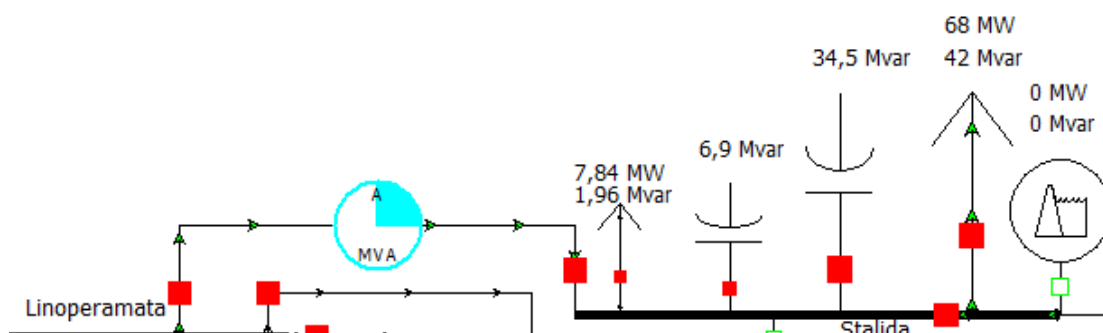 68 MW
42 Mvar
34,5 Mvar
0 MW
0 Mvar
6,9 Mvar
7,84 MW
1,96 Mvar
A
MVA
Linoperamata
Stalida